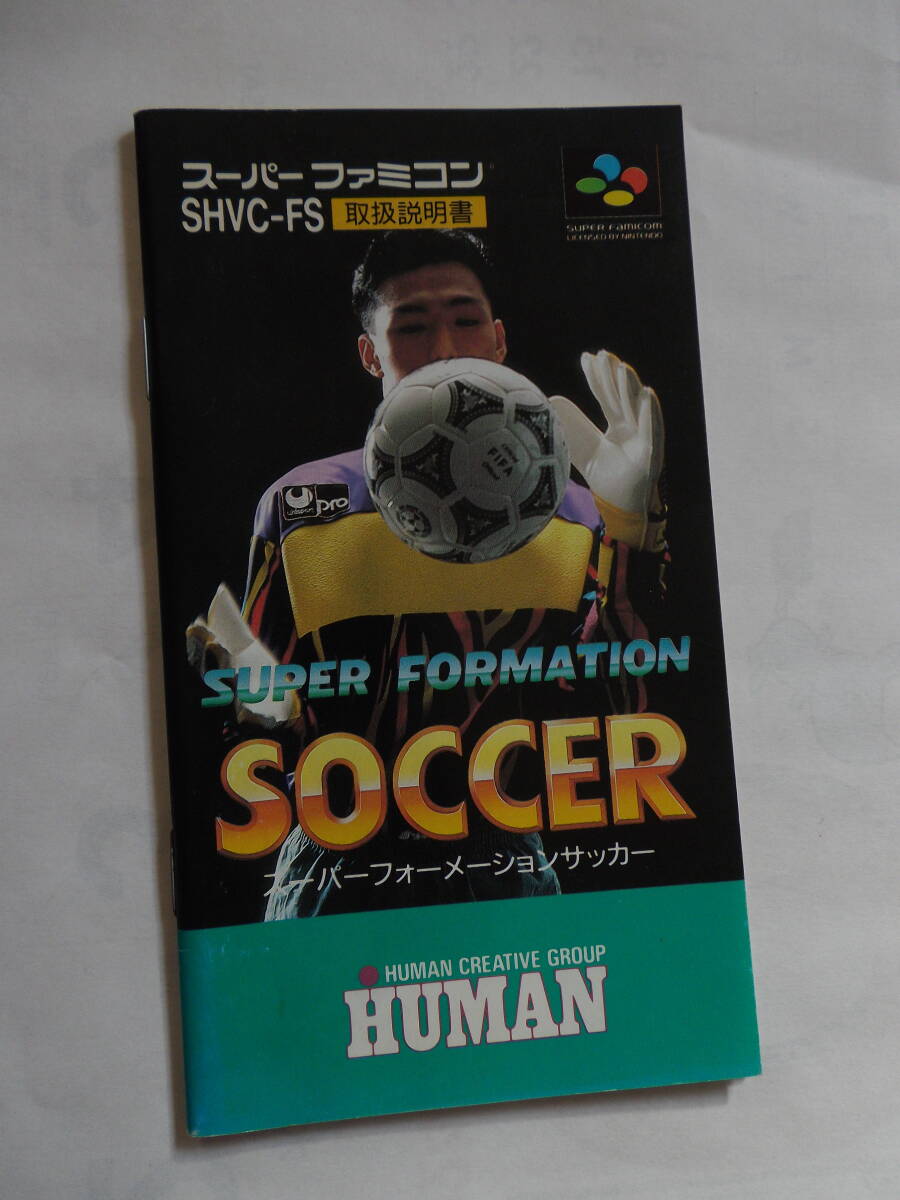 スーパーファミコン
SHVC-FS 取扱説明書
SUPER FAMICOM
LICENSED BY NINTENDO
FIFA
uhlsport pro
SUPER FORMATION
SOCCER
スーパーフォーメーションサッカー
HUMAN CREATIVE GROUP
HUMAN